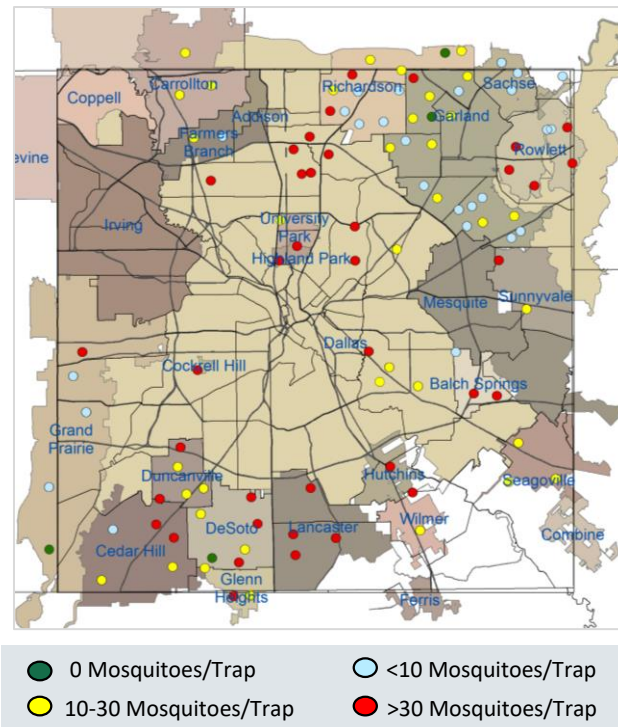 Carrollton
Coppell
Richardson
Sachse
Addison
Garland
Farmers
Branch
Rowlett
evine
University
Park
Irving
Highland Park
Mesquite
Sunnyvale
Dallas
Cockrell Hill
Balch Springs
Grand
Prairie
Duncanville
Hutchins
Seagoville
DeSoto
Lancaster
Wilmer
Combine
Cedar Hill
Glenn
Heights
Ferris
0 Mosquitoes/Trap
<10 Mosquitoes/Trap
10-30 Mosquitoes/Trap
>30 Mosquitoes/Trap